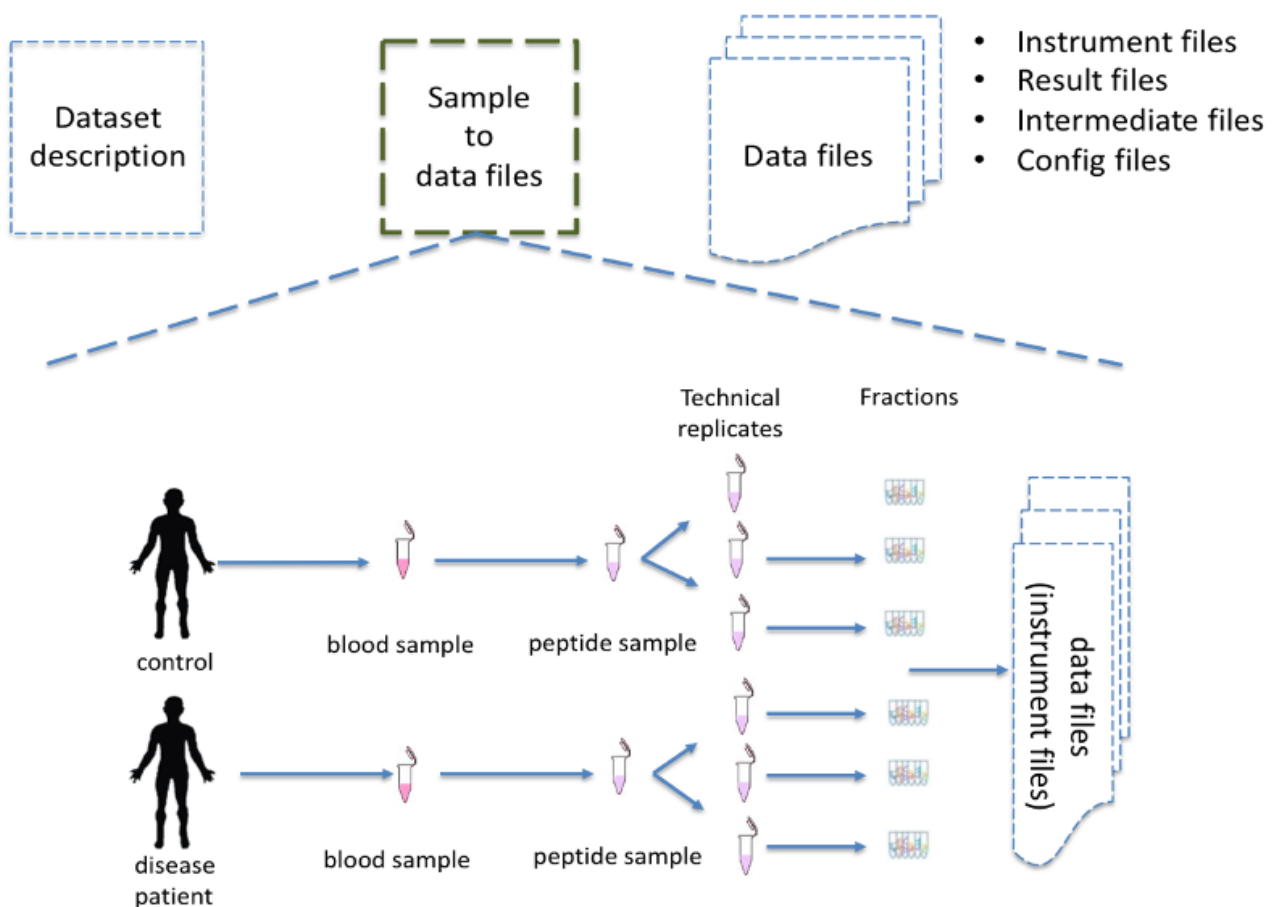 Dataset
description
Sample
to
data files
Data files
• Instrument files
• Result files
• Intermediate files
• Config files
Technical
replicates
Fractions
control
blood sample
peptide sample
data files
(instrument files)
disease
patient
blood sample
peptide sample